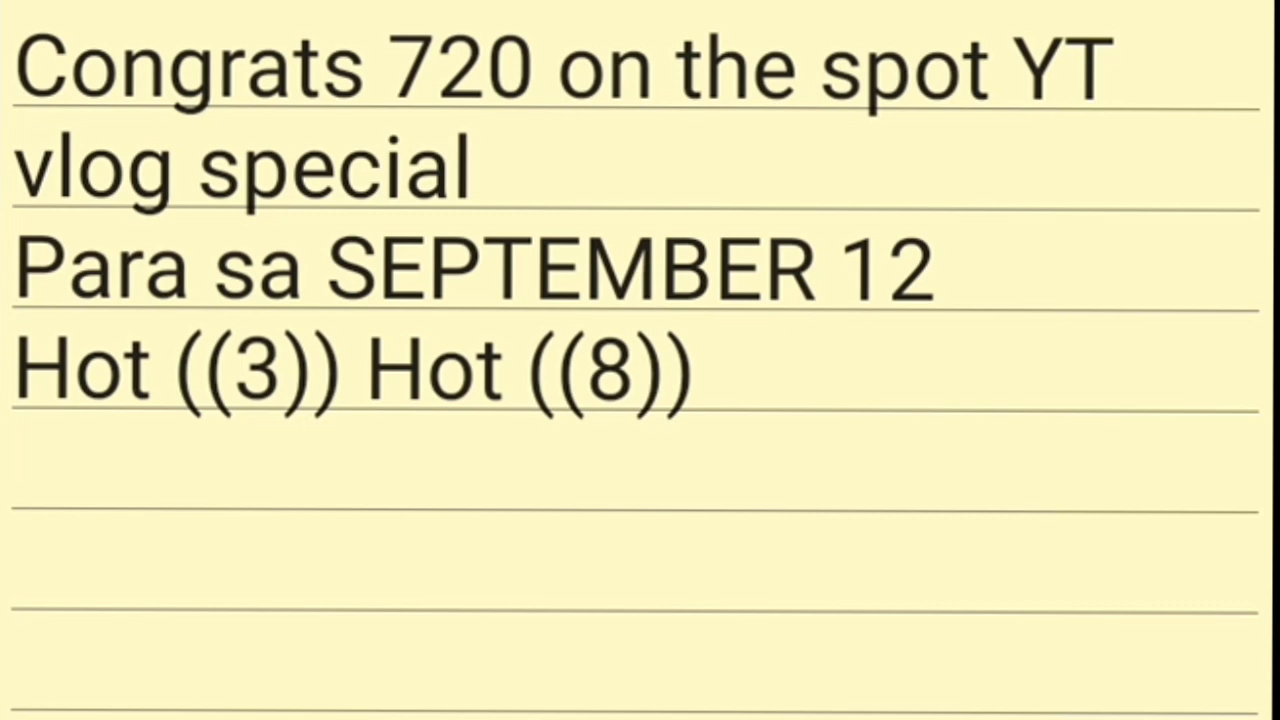 Congrats 720 on the spot YT
vlog special
Para sa SEPTEMBER 12
Hot ((3)) Hot ((8))